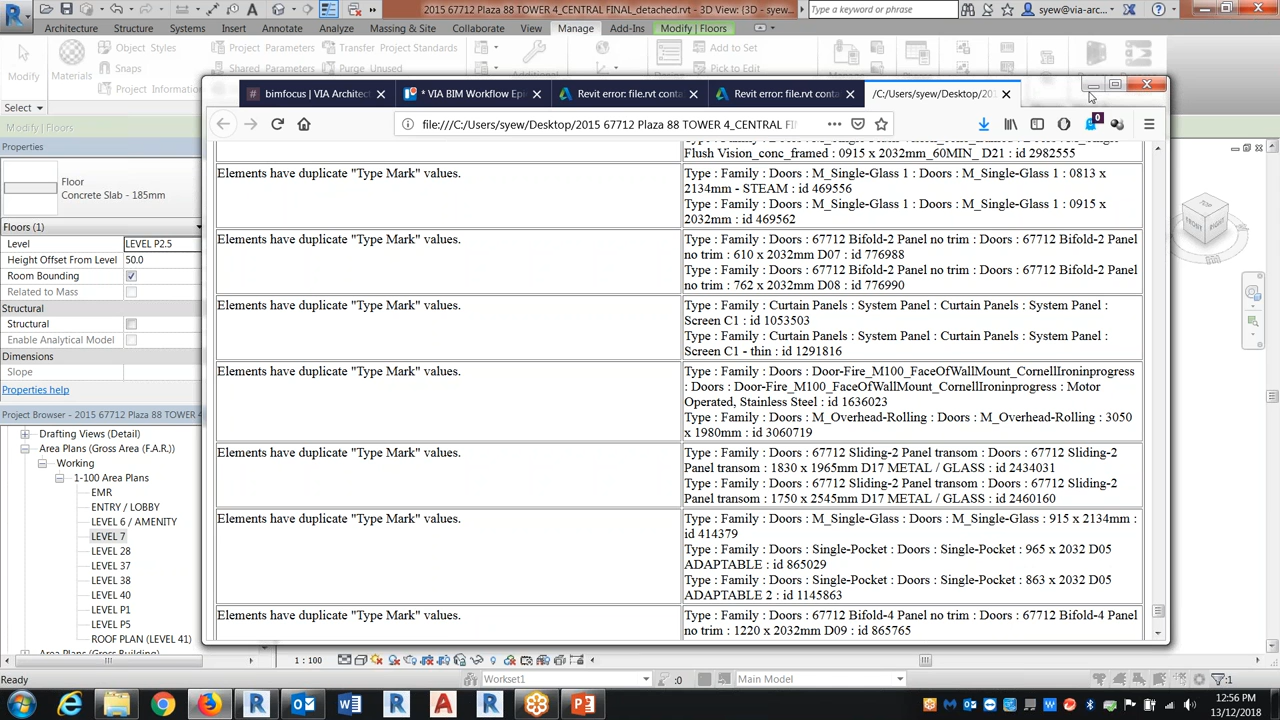 2015 67712 Plaza 88 TOWER 4_CENTRAL FINAL_detached.rvt - 3D View: {3D - syew...
Type a keyword or phrase
syew@via-arc...
Architecture Structure Systems Insert Annotate Analyze Massing & Site Collaborate View Manage Add-Ins Modify | Floors
Modify
Materials
Object Styles
Snaps
Project Information
Project Parameters
Shared Parameters
Transfer Project Standards
Purge Unused
Additional
Add to Set
Pick to Edit
Select
Modify | Floors
Properties
Floor
Concrete Slab - 185mm
Floors (1)
Level LEVEL P2.5
Height Offset From Level 50.0
Room Bounding
Related to Mass
Structural
Structural
Enable Analytical Model
Dimensions
Slope
Properties help
Project Browser - 2015 67712 Plaza 88 TOWER 4
Drafting Views (Detail)
Area Plans (Gross Area (F.A.R.))
Working
1-100 Area Plans
EMR
ENTRY / LOBBY
LEVEL 6 / AMENITY
LEVEL 7
LEVEL 28
LEVEL 37
LEVEL 38
LEVEL 40
LEVEL P1
LEVEL P5
ROOF PLAN (LEVEL 41)
bimfocus | VIA Architect
* VIA BIM Workflow Epi
Revit error: file.rvt conta
Revit error: file.rvt conta
/C:/Users/syew/Desktop/201
file:///C:/Users/syew/Desktop/2015 67712 Plaza 88 TOWER 4_CENTRAL FI
0
Flush Vision_conc_framed : 0915 x 2032mm_60MIN_ D21 : id 2982555
Elements have duplicate "Type Mark" values.
Type : Family : Doors : M_Single-Glass 1 : Doors : M_Single-Glass 1 : 0813 x
2134mm - STEAM : id 469556
Type : Family : Doors : M_Single-Glass 1 : Doors : M_Single-Glass 1 : 0915 x
2032mm : id 469562
Elements have duplicate "Type Mark" values.
Type : Family : Doors : 67712 Bifold-2 Panel no trim : Doors : 67712 Bifold-2 Panel
no trim : 610 x 2032mm D07 : id 776988
Type : Family : Doors : 67712 Bifold-2 Panel no trim : Doors : 67712 Bifold-2 Panel
no trim : 762 x 2032mm D08 : id 776990
Elements have duplicate "Type Mark" values.
Type : Family : Curtain Panels : System Panel : Curtain Panels : System Panel :
Screen C1 : id 1053503
Type : Family : Curtain Panels : System Panel : Curtain Panels : System Panel :
Screen C1 - thin : id 1291816
Elements have duplicate "Type Mark" values.
Type : Family : Doors : Door-Fire_M100_FaceOfWallMount_CornellIroninprogress
: Doors : Door-Fire_M100_FaceOfWallMount_CornellIroninprogress : Motor
Operated, Stainless Steel : id 1636023
Type : Family : Doors : M_Overhead-Rolling : Doors : M_Overhead-Rolling : 3050
x 1980mm : id 3060719
Elements have duplicate "Type Mark" values.
Type : Family : Doors : 67712 Sliding-2 Panel transom : Doors : 67712 Sliding-2
Panel transom : 1830 x 1965mm D17 METAL / GLASS : id 2434031
Type : Family : Doors : 67712 Sliding-2 Panel transom : Doors : 67712 Sliding-2
Panel transom : 1750 x 2545mm D17 METAL / GLASS : id 2460160
Elements have duplicate "Type Mark" values.
Type : Family : Doors : M_Single-Glass : Doors : M_Single-Glass : 915 x 2134mm :
id 414379
Type : Family : Doors : Single-Pocket : Doors : Single-Pocket : 965 x 2032 D05
ADAPTABLE : id 865029
Type : Family : Doors : Single-Pocket : Doors : Single-Pocket : 863 x 2032 D05
ADAPTABLE 2 : id 1145863
Elements have duplicate "Type Mark" values.
Type : Family : Doors : 67712 Bifold-4 Panel no trim : Doors : 67712 Bifold-4 Panel
no trim : 1220 x 2032mm D09 : id 865765
TOP
FRONT
RIGHT
1 : 100
Ready
Workset1
:0
Main Model
:1
12:56 PM
13/12/2018